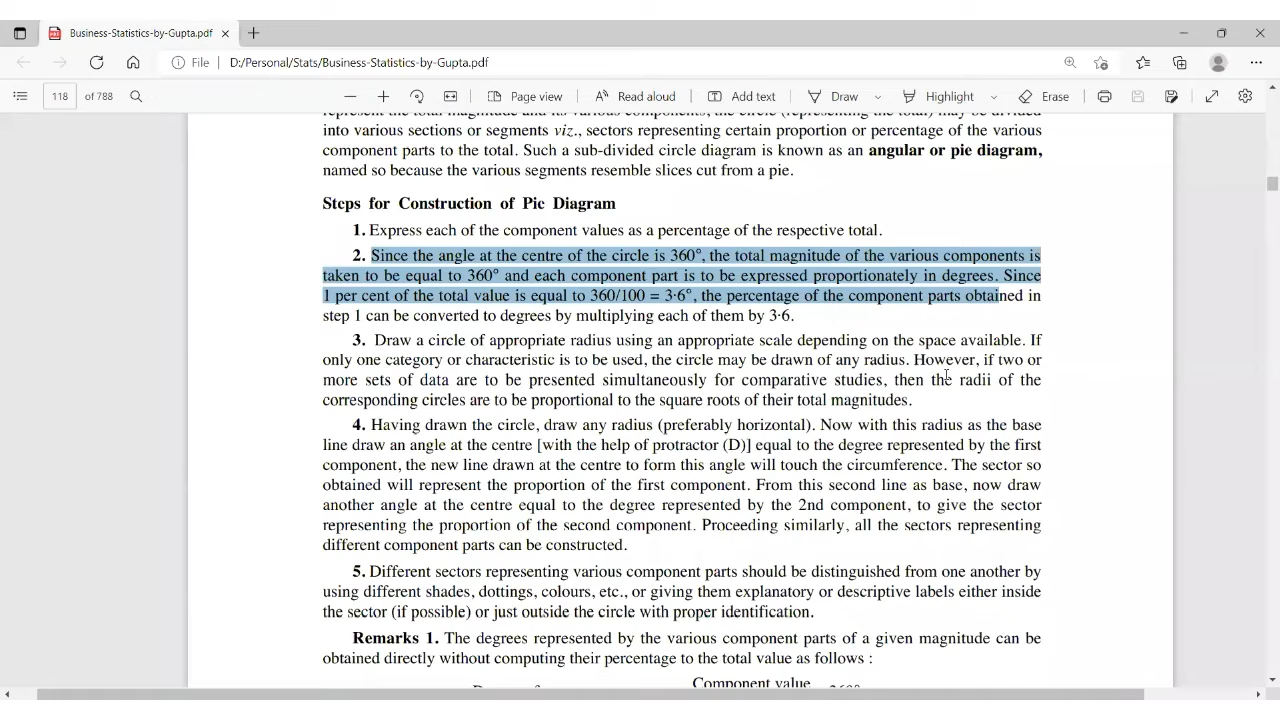 Business-Statistics-by-Gupta.pdf
File | D:/Personal/Stats/Business-Statistics-by-Gupta.pdf
118 of 788 Page view Read aloud Add text Draw Highlight Erase
represent the total magnitude and its various components, the circle (representing the total) may be divided
into various sections or segments viz., sectors representing certain proportion or percentage of the various
component parts to the total. Such a sub-divided circle diagram is known as an angular or pie diagram,
named so because the various segments resemble slices cut from a pie.
Steps for Construction of Pie Diagram
1. Express each of the component values as a percentage of the respective total.
2. Since the angle at the centre of the circle is 360°, the total magnitude of the various components is
taken to be equal to 360° and each component part is to be expressed proportionately in degrees. Since
1 per cent of the total value is equal to 360/100 = 3·6°, the percentage of the component parts obtained in
step 1 can be converted to degrees by multiplying each of them by 3·6.
3. Draw a circle of appropriate radius using an appropriate scale depending on the space available. If
only one category or characteristic is to be used, the circle may be drawn of any radius. However, if two or
more sets of data are to be presented simultaneously for comparative studies, then the radii of the
corresponding circles are to be proportional to the square roots of their total magnitudes.
4. Having drawn the circle, draw any radius (preferably horizontal). Now with this radius as the base
line draw an angle at the centre [with the help of protractor (D)] equal to the degree represented by the first
component, the new line drawn at the centre to form this angle will touch the circumference. The sector so
obtained will represent the proportion of the first component. From this second line as base, now draw
another angle at the centre equal to the degree represented by the 2nd component, to give the sector
representing the proportion of the second component. Proceeding similarly, all the sectors representing
different component parts can be constructed.
5. Different sectors representing various component parts should be distinguished from one another by
using different shades, dottings, colours, etc., or giving them explanatory or descriptive labels either inside
the sector (if possible) or just outside the circle with proper identification.
Remarks 1. The degrees represented by the various component parts of a given magnitude can be
obtained directly without computing their percentage to the total value as follows :
Component value